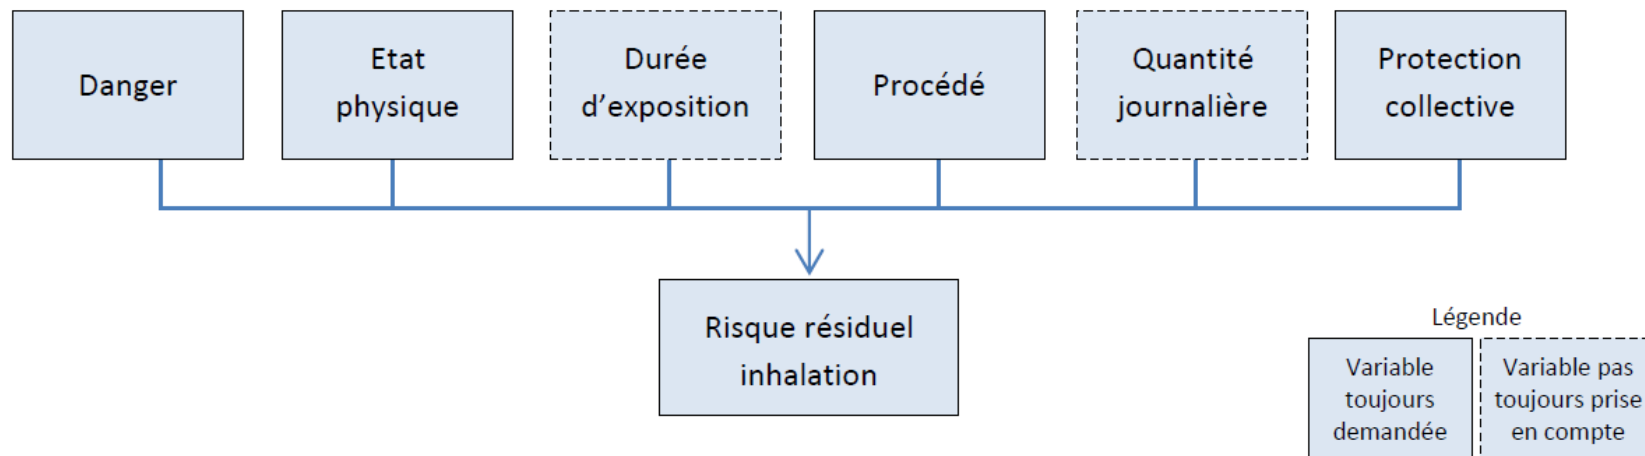 Danger
Etat
physique
Durée
d'exposition
Procédé
Quantité
journalière
Protection
collective
Risque résiduel
inhalation
Légende
Variable
toujours
demandée
Variable pas
toujours prise
en compte